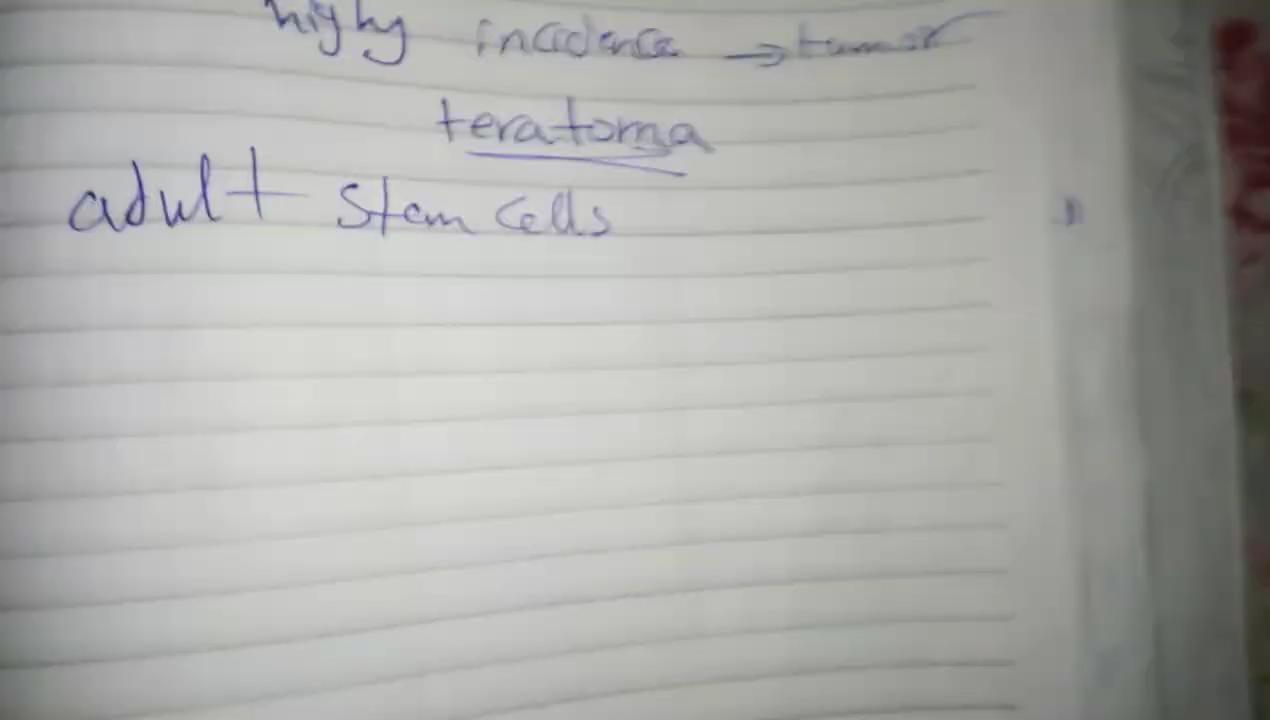 highy incidence → tumor
teratoma
adult stem cells